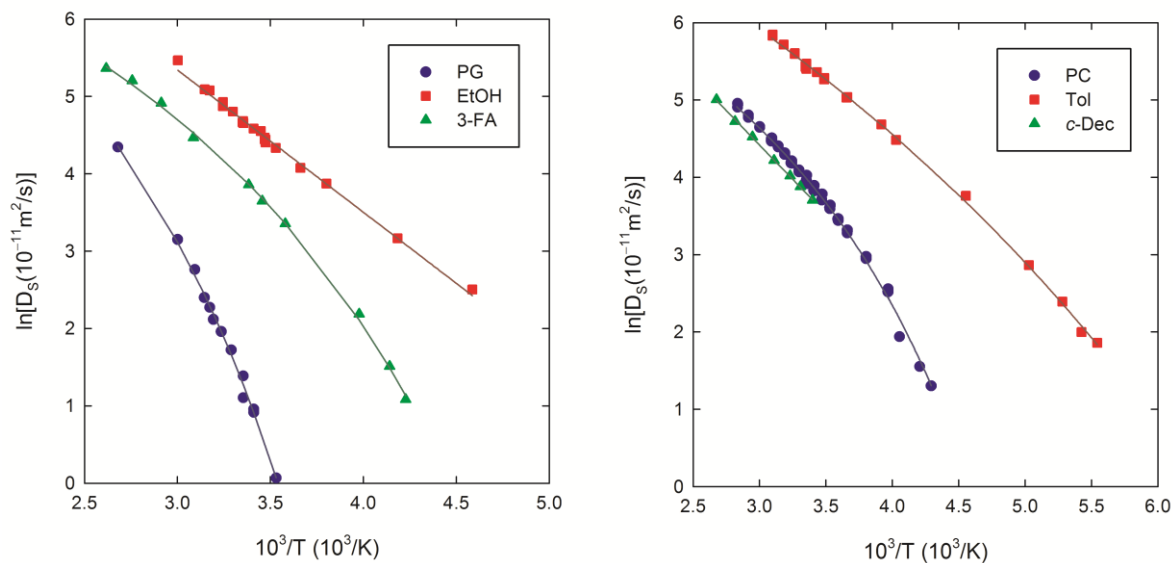 6
5
4
3
2
1
0
ln[D_S(10^−11 m^2/s)]
PG
EtOH
3-FA
2.5 3.0 3.5 4.0 4.5 5.0
10^3/T (10^3/K)
6
5
4
3
2
1
0
ln[D_S(10^−11 m^2/s)]
PC
Tol
c-Dec
2.5 3.0 3.5 4.0 4.5 5.0 5.5 6.0
10^3/T (10^3/K)